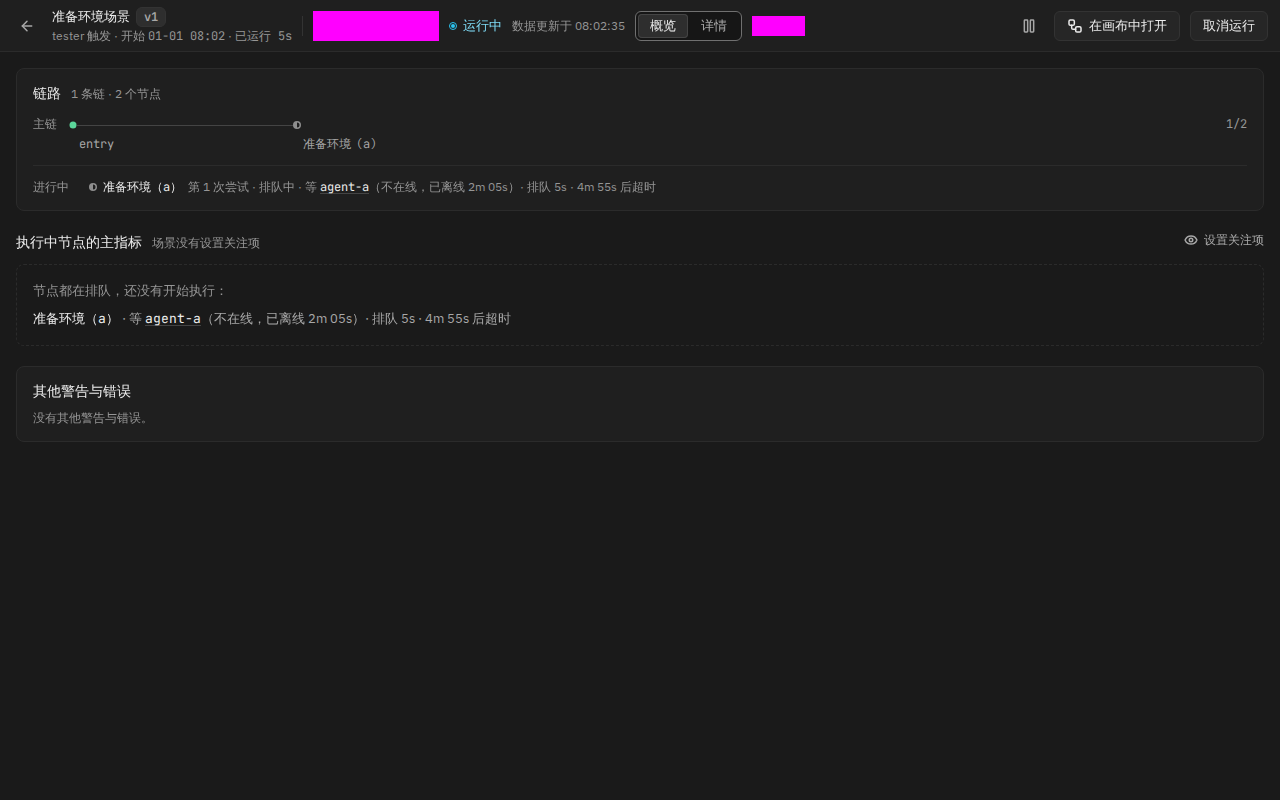 准备环境场景 v1
tester 触发 · 开始 01-01 08:02 · 已运行 5s
运行中 数据更新于 08:02:35 概览 详情
在画布中打开 取消运行
链路 1 条链 · 2 个节点
主链 1/2
entry 准备环境（a）
进行中 准备环境（a） 第 1 次尝试 · 排队中 · 等 agent-a（不在线，已离线 2m 05s）· 排队 5s · 4m 55s 后超时
执行中节点的主指标 场景没有设置关注项 设置关注项
节点都在排队，还没有开始执行：
准备环境（a） · 等 agent-a（不在线，已离线 2m 05s）· 排队 5s · 4m 55s 后超时
其他警告与错误
没有其他警告与错误。